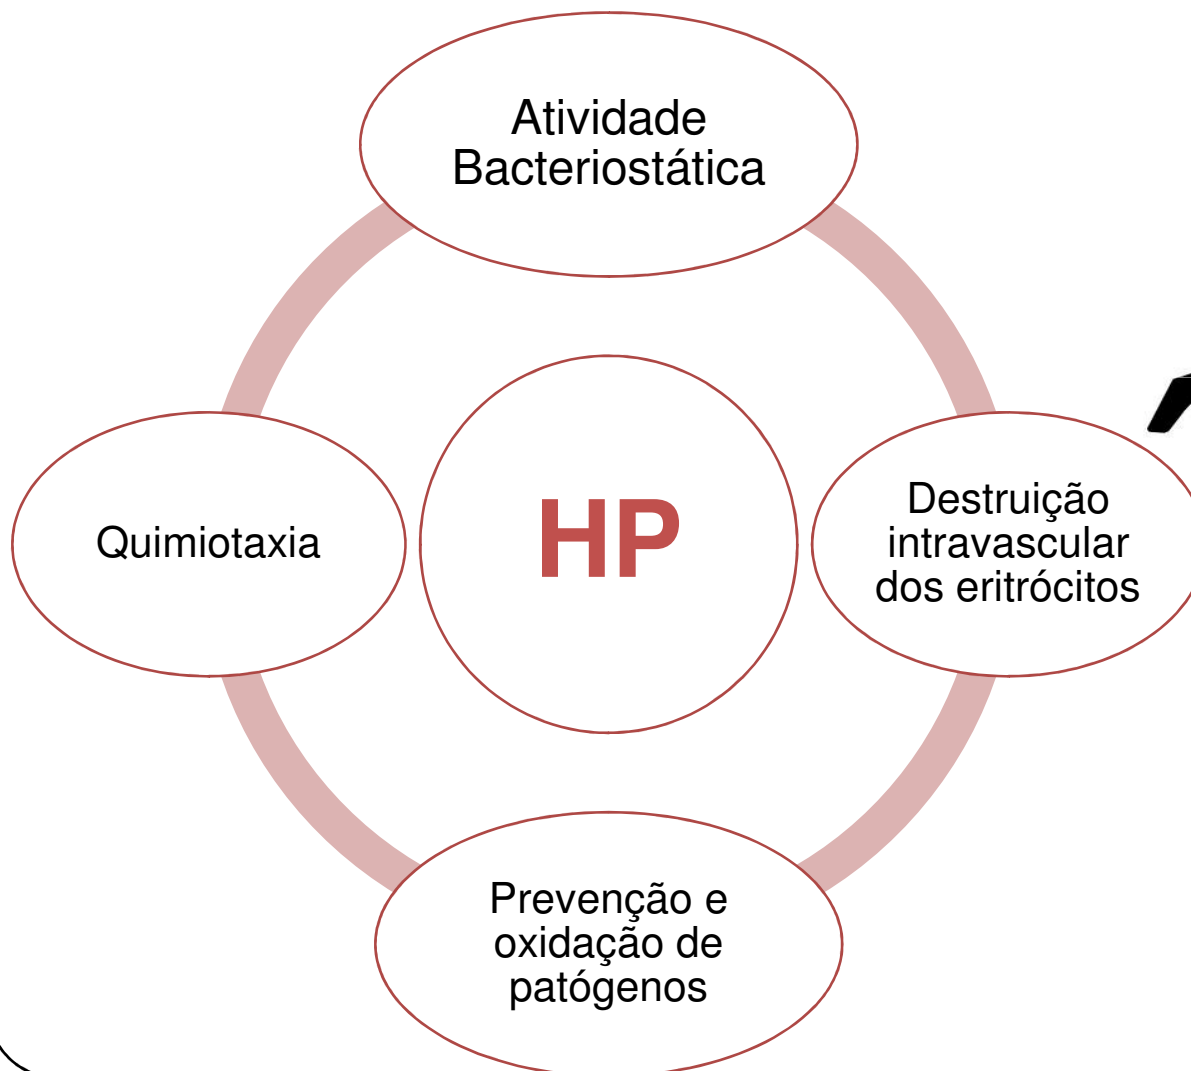 Atividade
Bacteriostática
Quimiotaxia
HP
Destruição
intravascular
dos eritrócitos
Prevenção e
oxidação de
patógenos